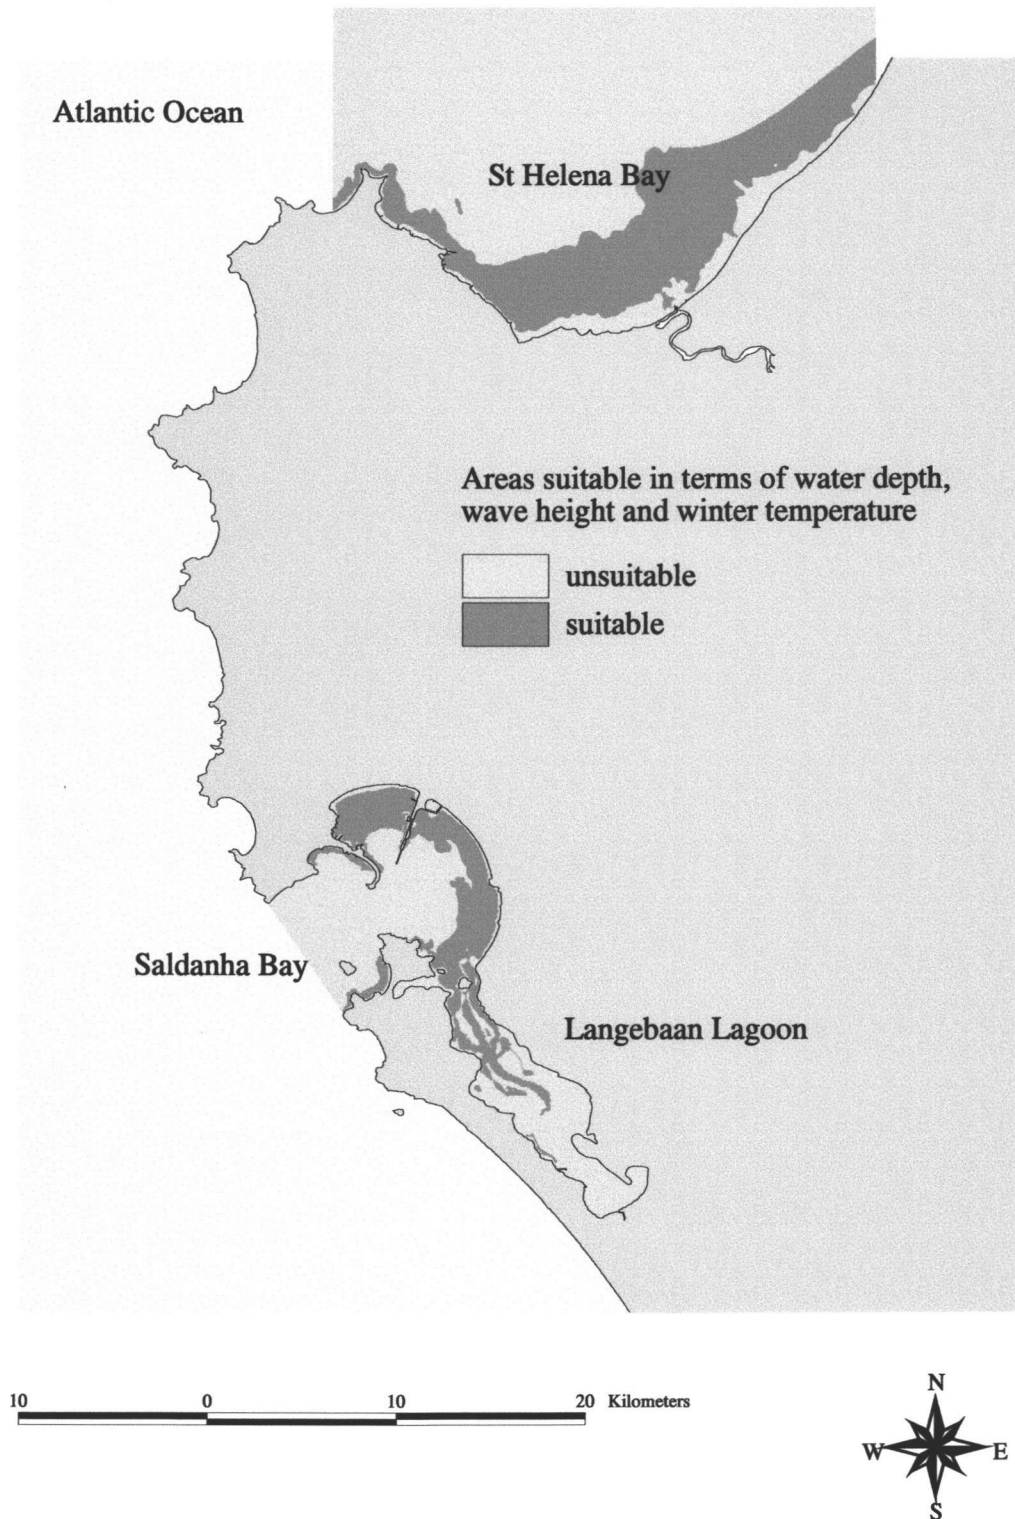 Atlantic Ocean
St Helena Bay
Areas suitable in terms of water depth,
wave height and winter temperature
unsuitable
suitable
Saldanha Bay
Langebaan Lagoon
10 0 10 20 Kilometers
N
W E
S